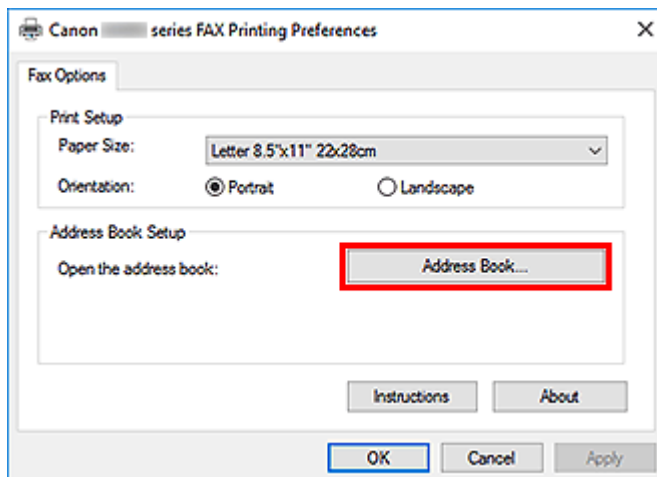 Canon series FAX Printing Preferences
Fax Options
Print Setup
Paper Size: Letter 8.5"x11" 22x28cm
Orientation: Portrait Landscape
Address Book Setup
Open the address book: Address Book...
Instructions About
OK Cancel Apply